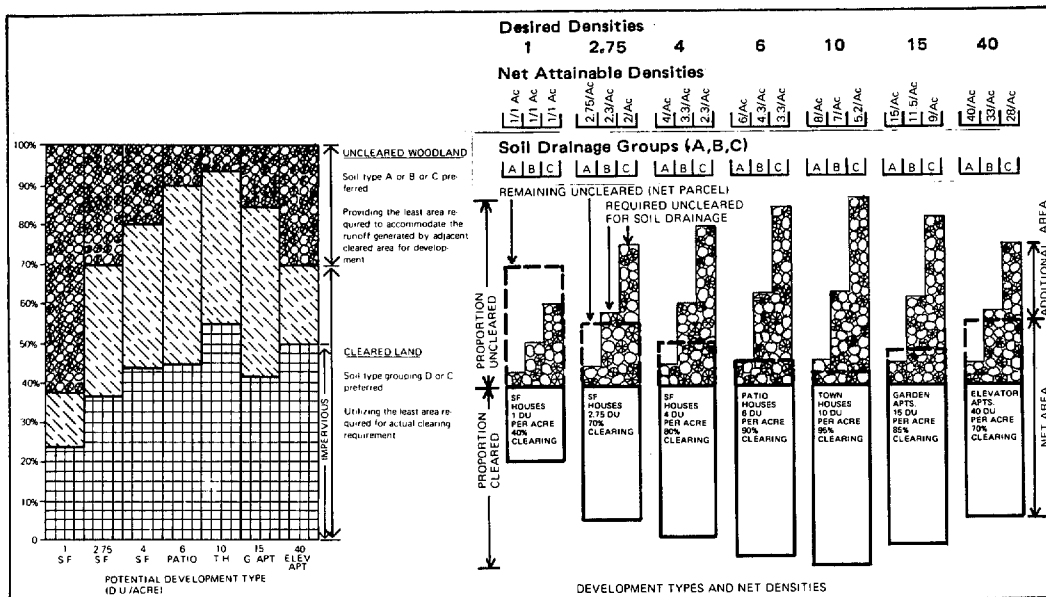 Desired Densities
1 2.75 4 6 10 15 40
Net Attainable Densities
1/1 Ac 1/1 Ac 1/1 Ac 2.75/Ac 2.3/Ac 2/Ac 4/Ac 3.3/Ac 2.3/Ac 6/Ac 4.3/Ac 3.3/Ac 8/Ac 7/Ac 5.2/Ac 15/Ac 11.5/Ac 9/Ac 40/Ac 33/Ac 28/Ac
Soil Drainage Groups (A,B,C)
A B C A B C A B C A B C A B C A B C A B C
REMAINING UNCLEARED (NET PARCEL)
REQUIRED UNCLEARED
FOR SOIL DRAINAGE
100%
90%
80%
70%
60%
50%
40%
30%
20%
10%
0
UNCLEARED WOODLAND
Soil type A or B or C pre-
ferred
Providing the least area re-
quired to accommodate the
runoff generated by adjacent
cleared area for develop-
ment
CLEARED LAND
Soil type grouping D or C
preferred
Utilizing the least area re-
quired for actual clearing
requirement
IMPERVIOUS
1 2.75 4 6 10 15 40
S F S F S F PATIO T H G APT ELEV
APT
POTENTIAL DEVELOPMENT TYPE
(D U /ACRE)
PROPORTION
UNCLEARED
PROPORTION
CLEARED
SF
HOUSES
1 DU
PER ACRE
40%
CLEARING
SF
HOUSES
2.75 DU
70%
CLEARING
SF
HOUSES
4 DU
PER ACRE
80%
CLEARING
PATIO
HOUSES
6 DU
PER ACRE
90%
CLEARING
TOWN
HOUSES
10 DU
PER ACRE
95%
CLEARING
GARDEN
APTS.
15 DU
PER ACRE
85%
CLEARING
ELEVATOR
APTS.
40 DU
PER ACRE
70%
CLEARING
ADDITIONAL AREA
NET AREA
DEVELOPMENT TYPES AND NET DENSITIES